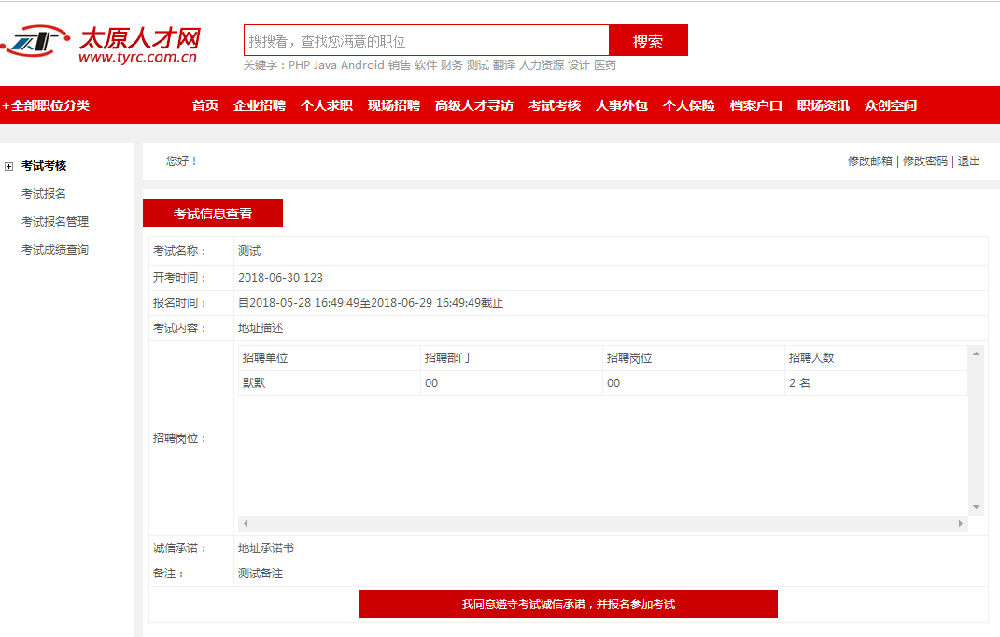 太原人才网
www.tyrc.com.cn
搜搜看，查找您满意的职位
搜索
关键字：PHP Java Android 销售 软件 财务 测试 翻译 人力资源 设计 医药
+全部职位分类 首页 企业招聘 个人求职 现场招聘 高级人才寻访 考试考核 人事外包 个人保险 档案户口 职场资讯 众创空间
考试考核
考试报名
考试报名管理
考试成绩查询
您好！ 修改邮箱 | 修改密码 | 退出
考试信息查看
考试名称： 测试
开考时间： 2018-06-30 123
报名时间： 自2018-05-28 16:49:49至2018-06-29 16:49:49截止
考试内容： 地址描述
招聘岗位：
招聘单位 招聘部门 招聘岗位 招聘人数
默默 00 00 2 名
诚信承诺： 地址承诺书
备注： 测试备注
我同意遵守考试诚信承诺，并报名参加考试